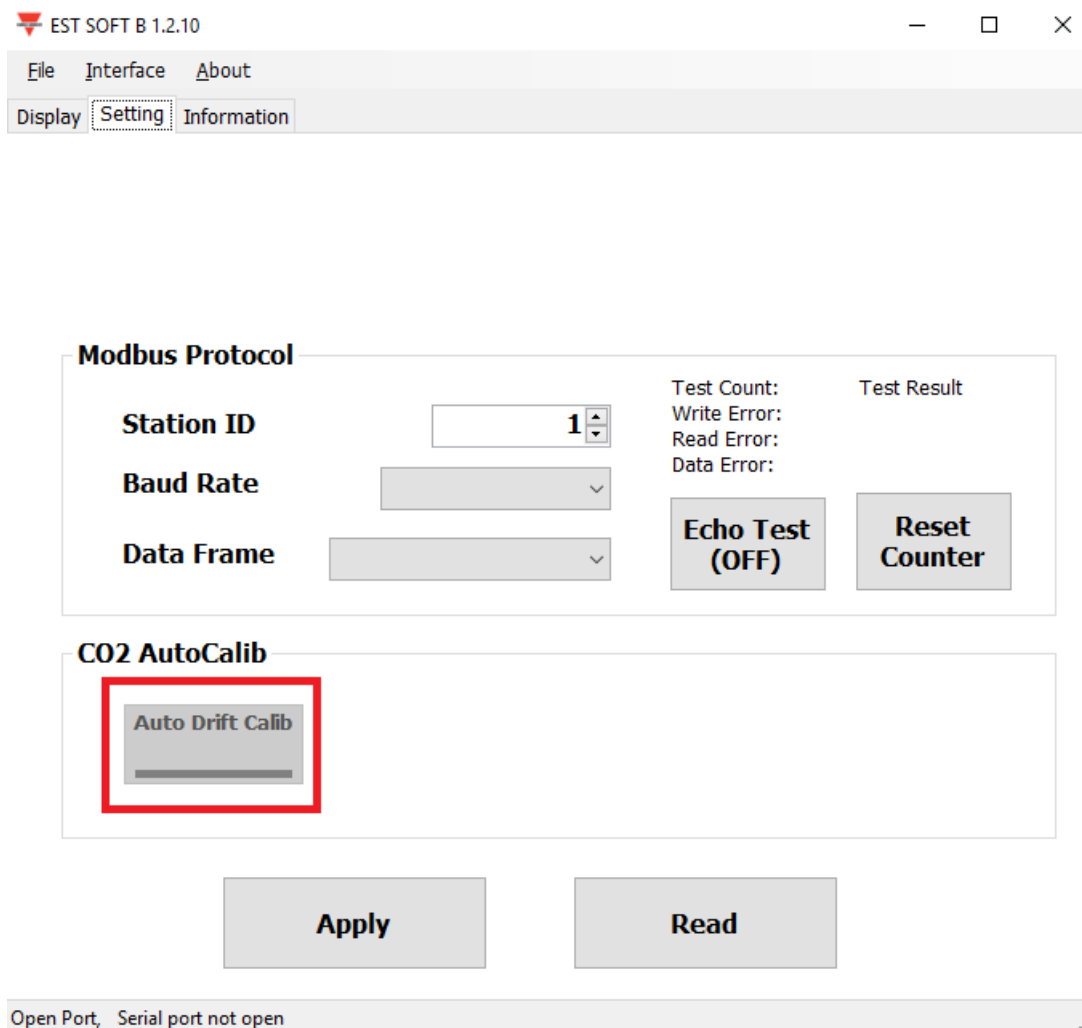 EST SOFT B 1.2.10
File Interface About
Display Setting Information
Modbus Protocol
Station ID 1
Baud Rate
Data Frame
Test Count: Test Result
Write Error:
Read Error:
Data Error:
Echo Test
(OFF)
Reset
Counter
CO2 AutoCalib
Auto Drift Calib
Apply Read
Open Port, Serial port not open